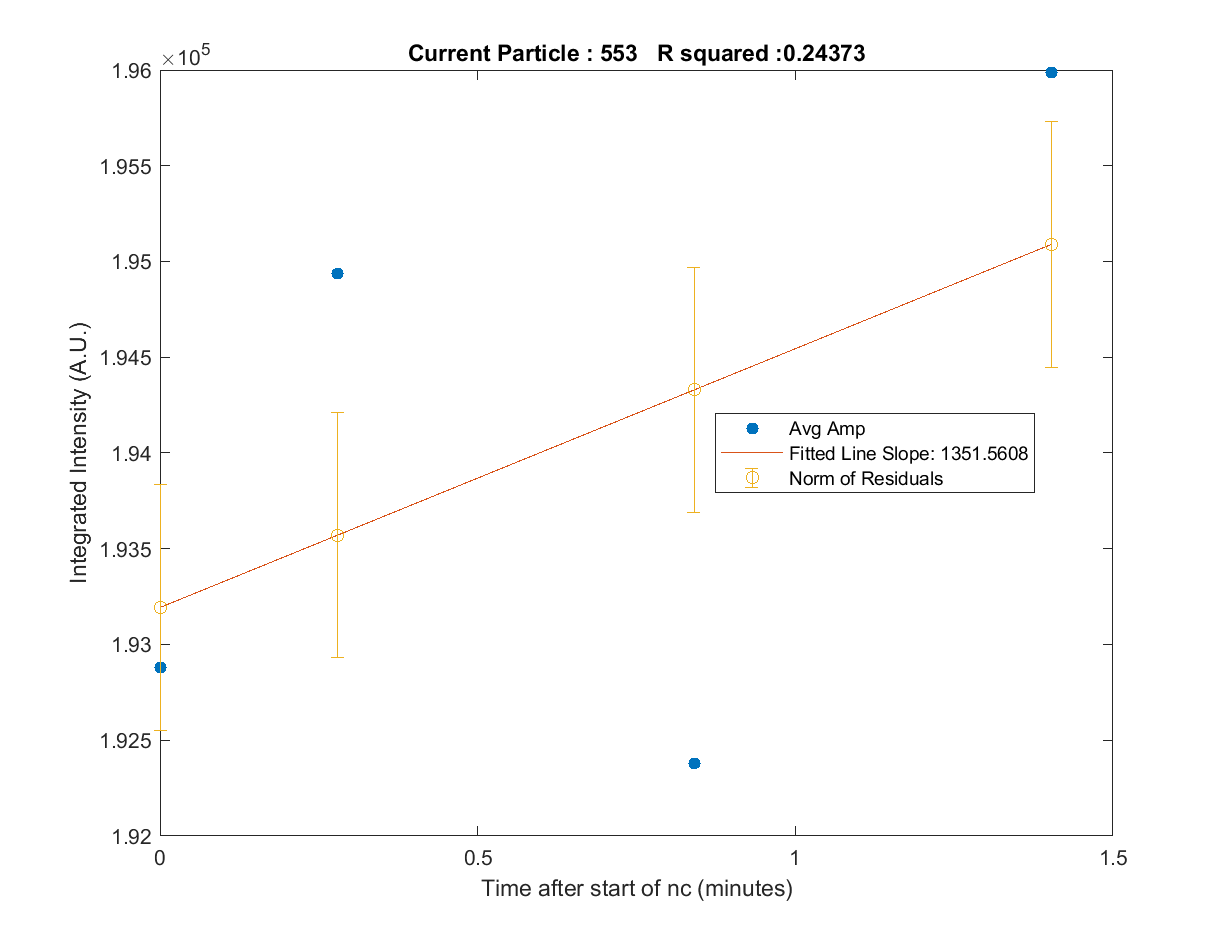 Current Particle : 553   R squared :0.24373
×10^5
1.96
1.955
1.95
1.945
1.94
1.935
1.93
1.925
1.92
Integrated Intensity (A.U.)
Avg Amp
Fitted Line Slope: 1351.5608
Norm of Residuals
0 0.5 1 1.5
Time after start of nc (minutes)